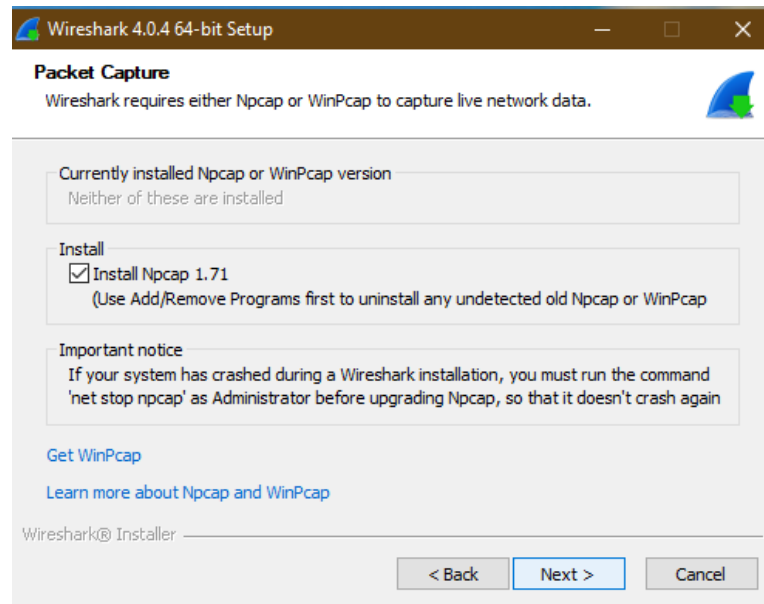 Wireshark 4.0.4 64-bit Setup
Packet Capture
Wireshark requires either Npcap or WinPcap to capture live network data.
Currently installed Npcap or WinPcap version
Neither of these are installed
Install
Install Npcap 1.71
(Use Add/Remove Programs first to uninstall any undetected old Npcap or WinPcap
Important notice
If your system has crashed during a Wireshark installation, you must run the command
'net stop npcap' as Administrator before upgrading Npcap, so that it doesn't crash again
Get WinPcap
Learn more about Npcap and WinPcap
Wireshark® Installer
< Back Next > Cancel